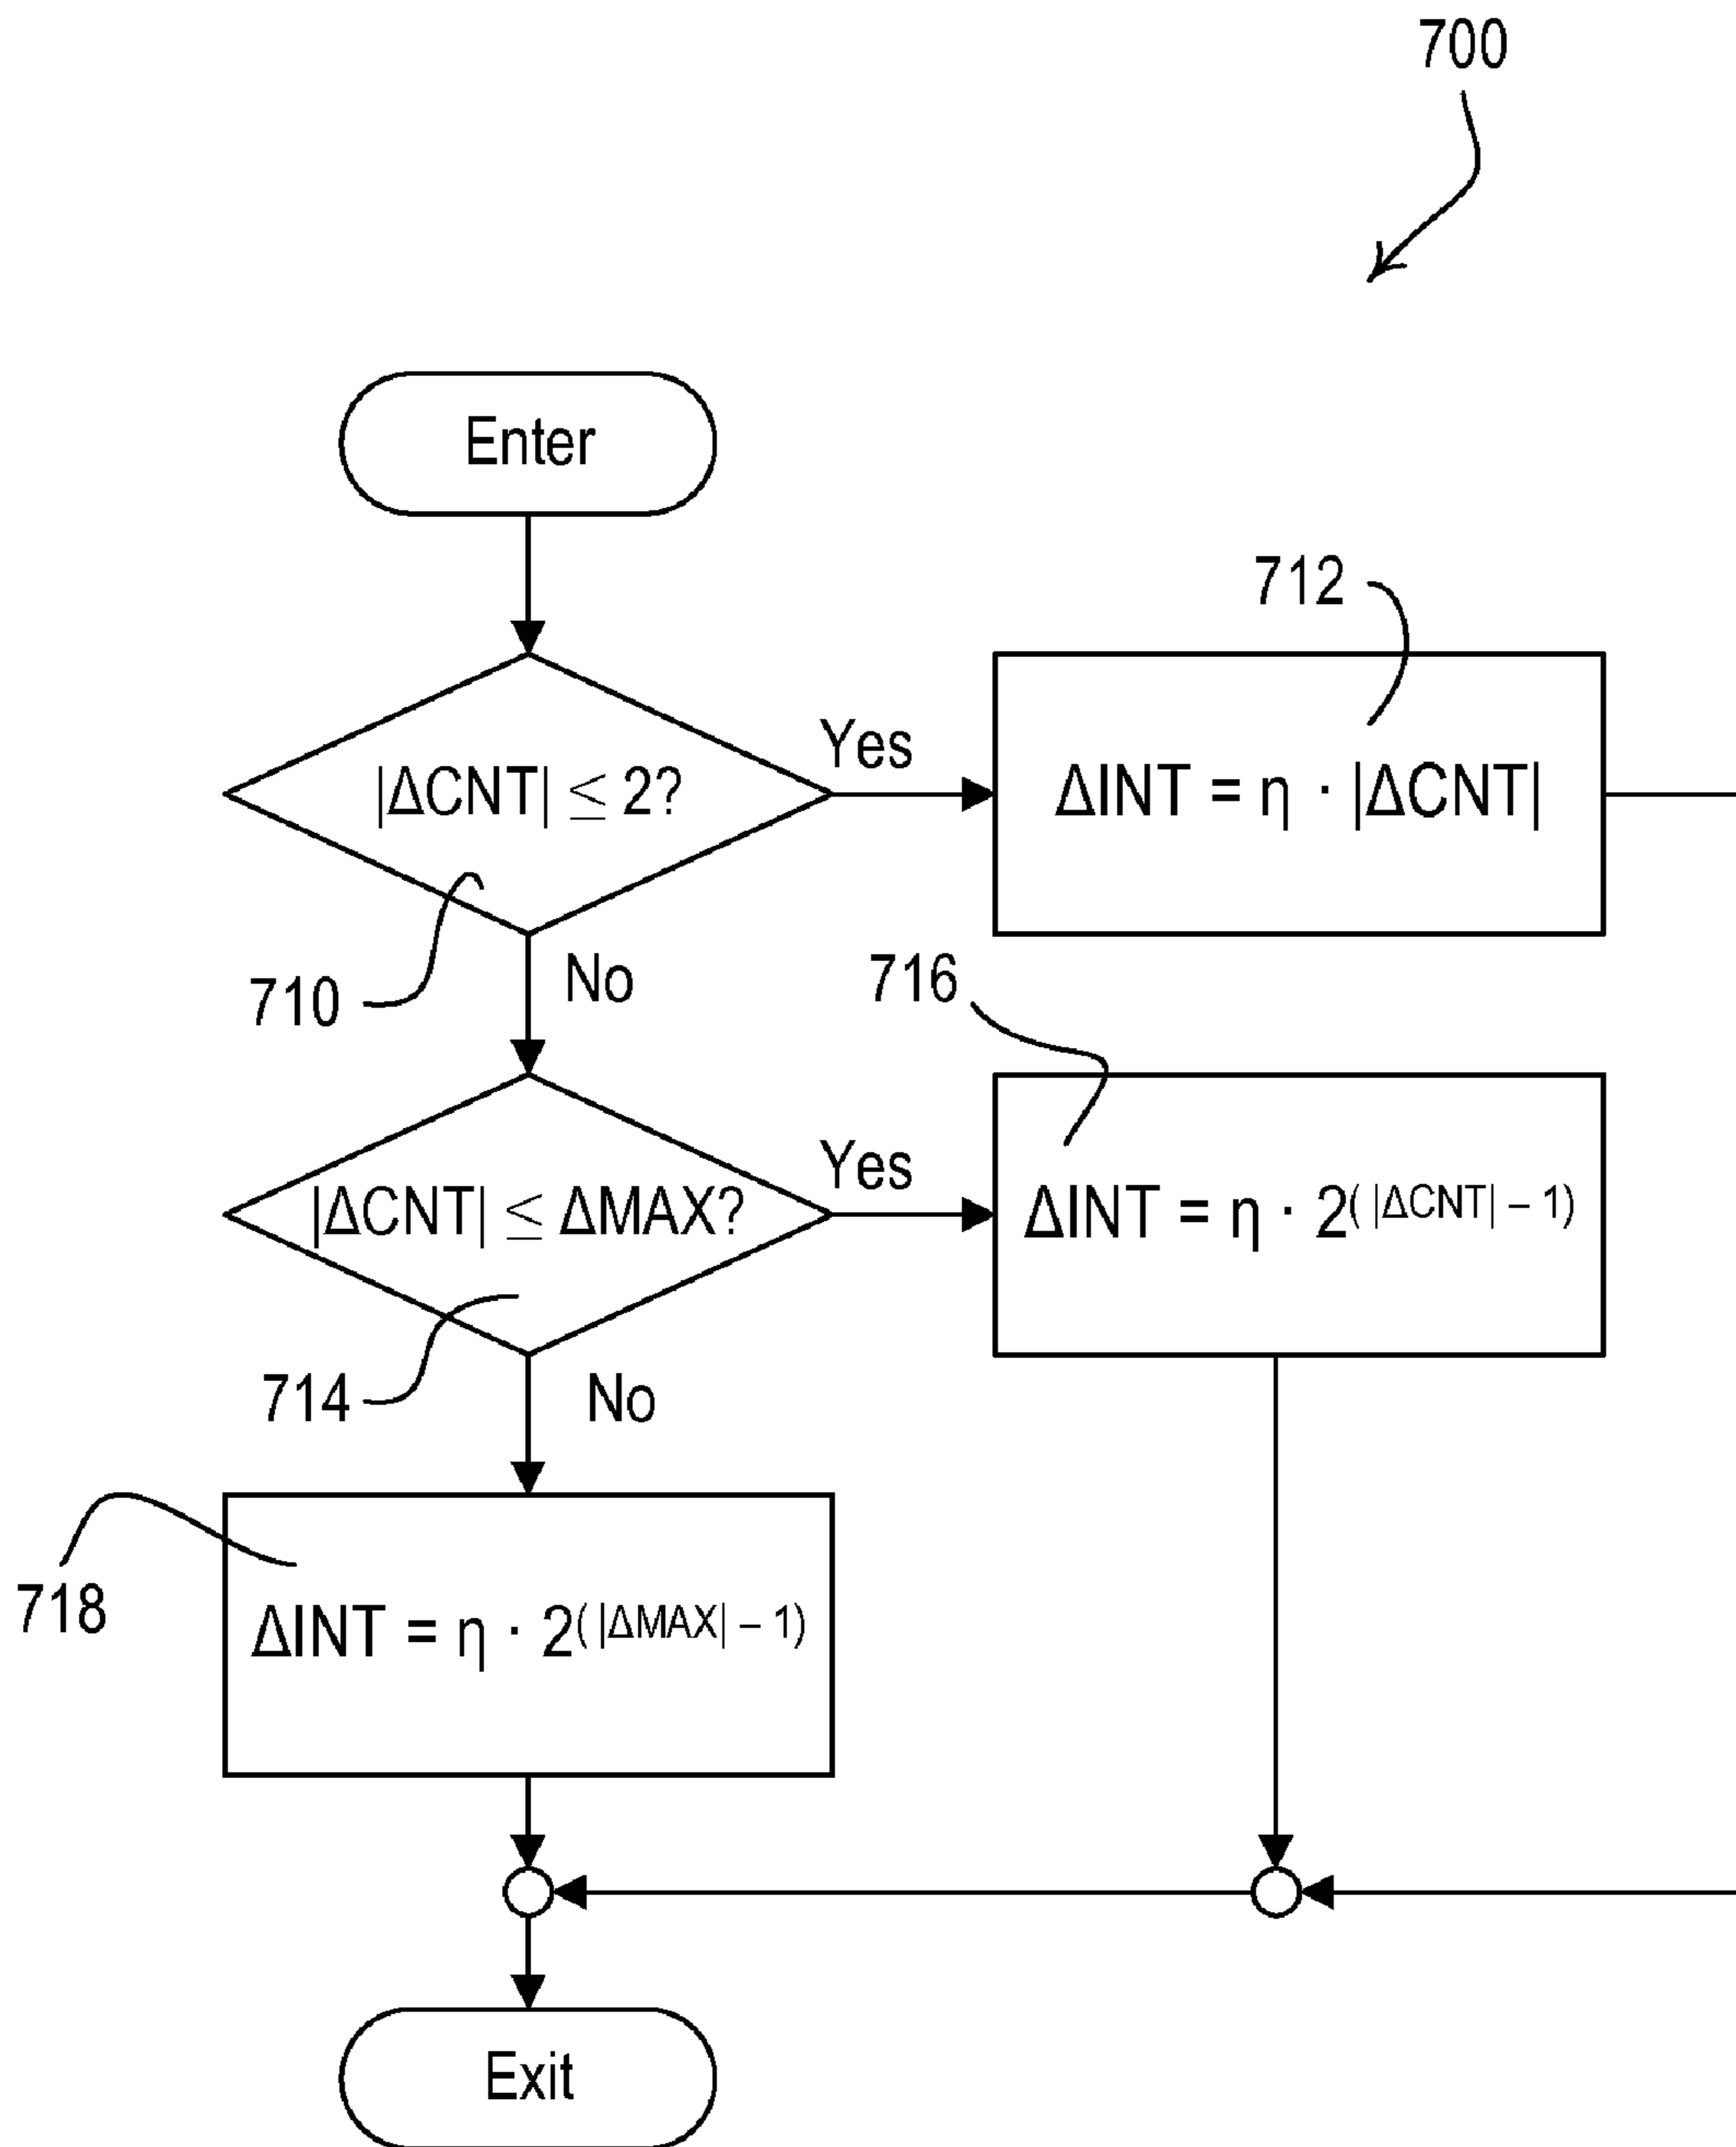 700
Enter
712
|ΔCNT| ≤ 2?
Yes
ΔINT = η · |ΔCNT|
710
No
716
|ΔCNT| ≤ ΔMAX?
Yes
ΔINT = η · 2^(|ΔCNT| − 1)
714
No
718
ΔINT = η · 2^(|ΔMAX| − 1)
Exit